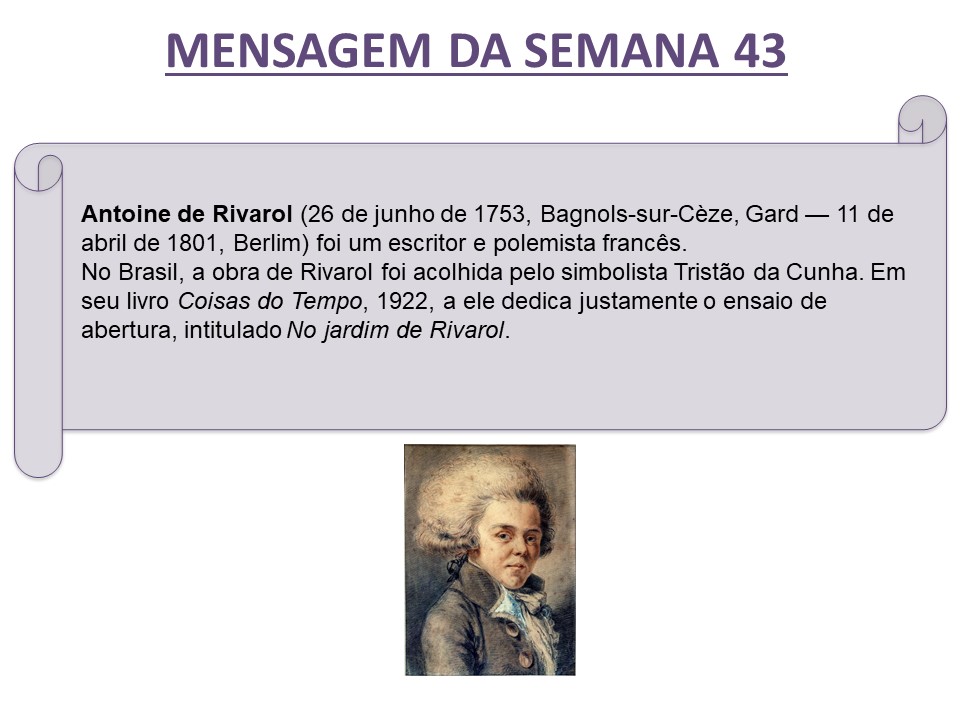 MENSAGEM DA SEMANA 43
Antoine de Rivarol (26 de junho de 1753, Bagnols-sur-Cèze, Gard — 11 de
abril de 1801, Berlim) foi um escritor e polemista francês.
No Brasil, a obra de Rivarol foi acolhida pelo simbolista Tristão da Cunha. Em
seu livro Coisas do Tempo, 1922, a ele dedica justamente o ensaio de
abertura, intitulado No jardim de Rivarol.